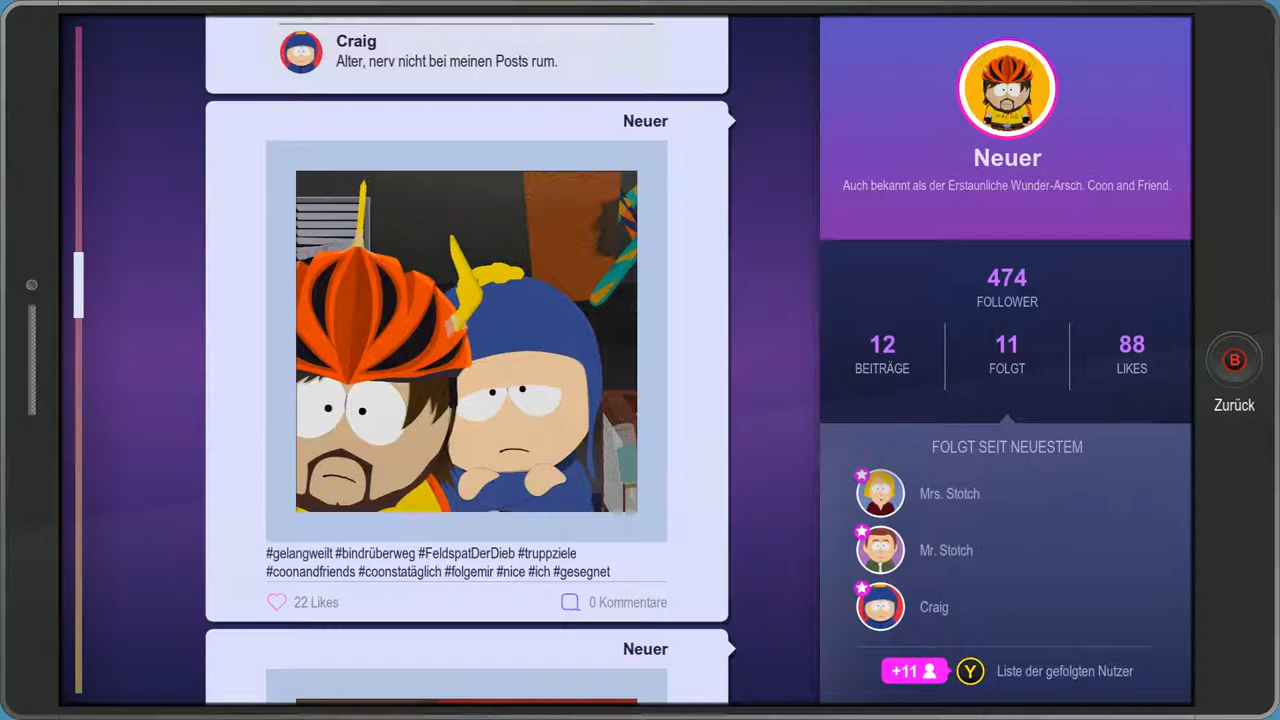 Craig
Alter, nerv nicht bei meinen Posts rum.
Neuer
#gelangweilt #bindrüberweg #FeldspatDerDieb #truppziele
#coonandfriends #coonstatäglich #folgemir #nice #ich #gesegnet
22 Likes
0 Kommentare
Neuer
Neuer
Auch bekannt als der Erstaunliche Wunder-Arsch. Coon and Friend.
474
FOLLOWER
12
BEITRÄGE
11
FOLGT
88
LIKES
FOLGT SEIT NEUESTEM
Mrs. Stotch
Mr. Stotch
Craig
+11
Y
Liste der gefolgten Nutzer
B
Zurück